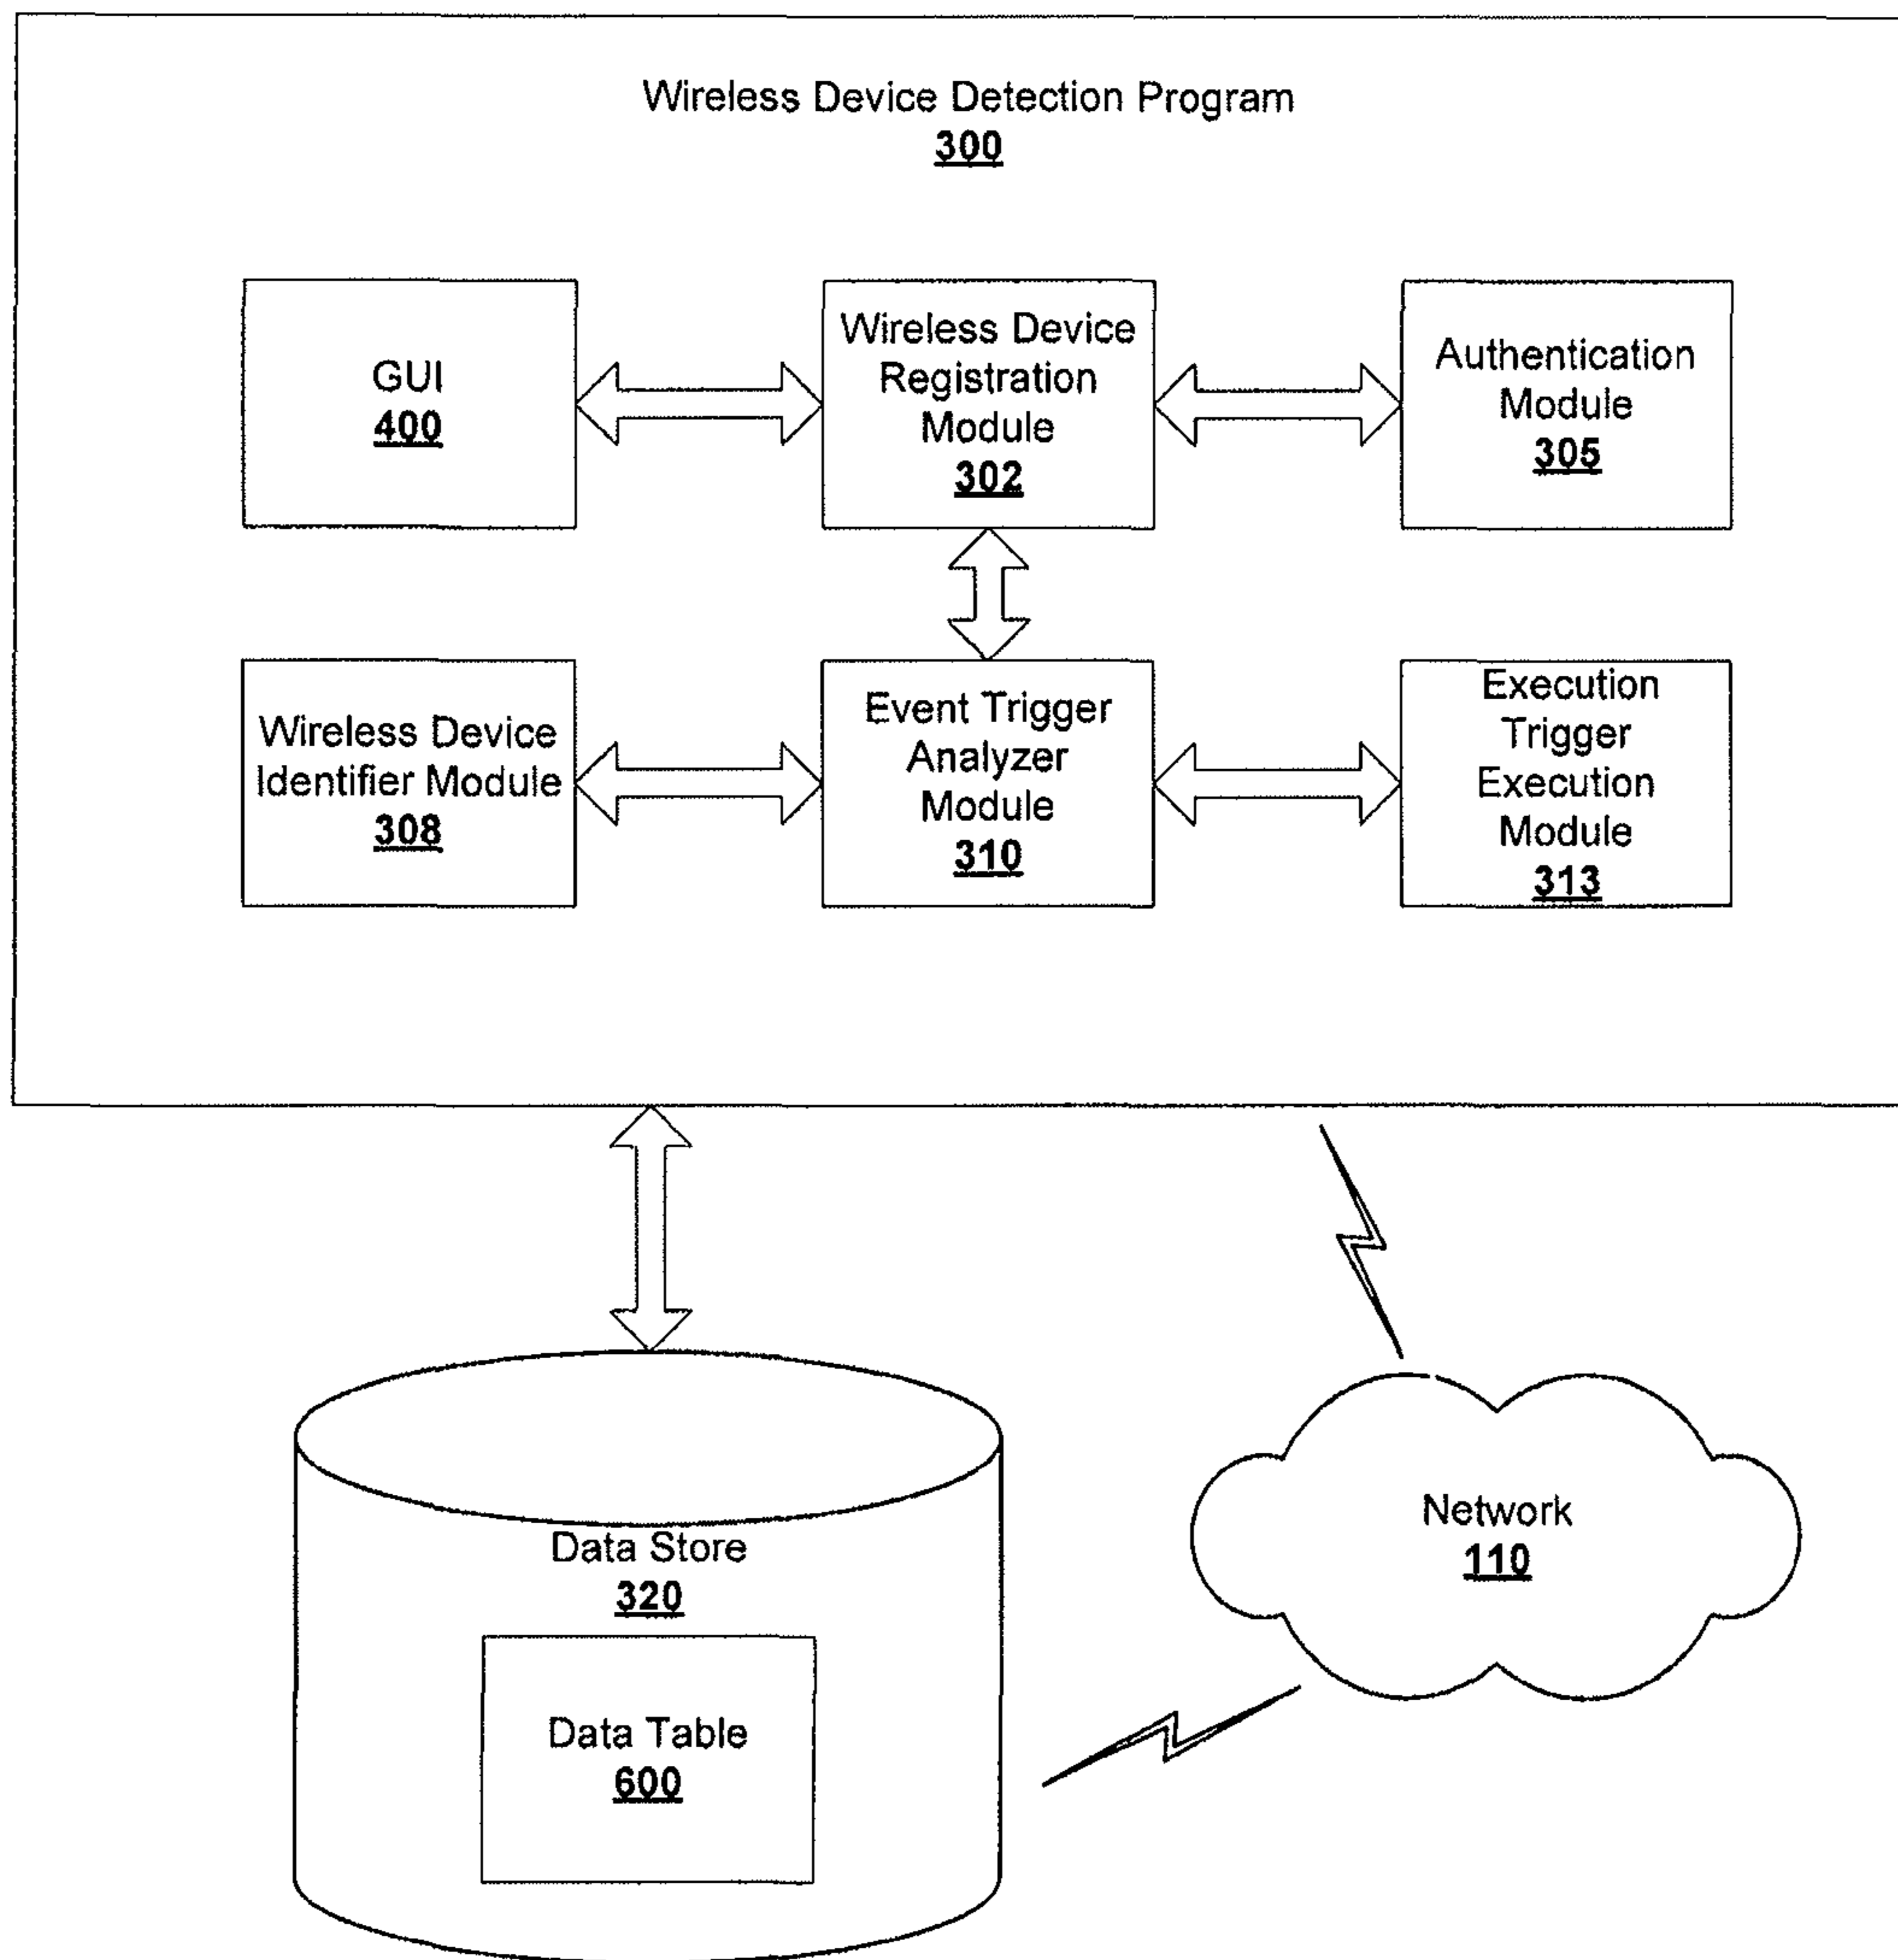 Wireless Device Detection Program
300
GUI
400
Wireless Device
Registration
Module
302
Authentication
Module
305
Wireless Device
Identifier Module
308
Event Trigger
Analyzer
Module
310
Execution
Trigger
Execution
Module
313
Data Store
320
Data Table
600
Network
110